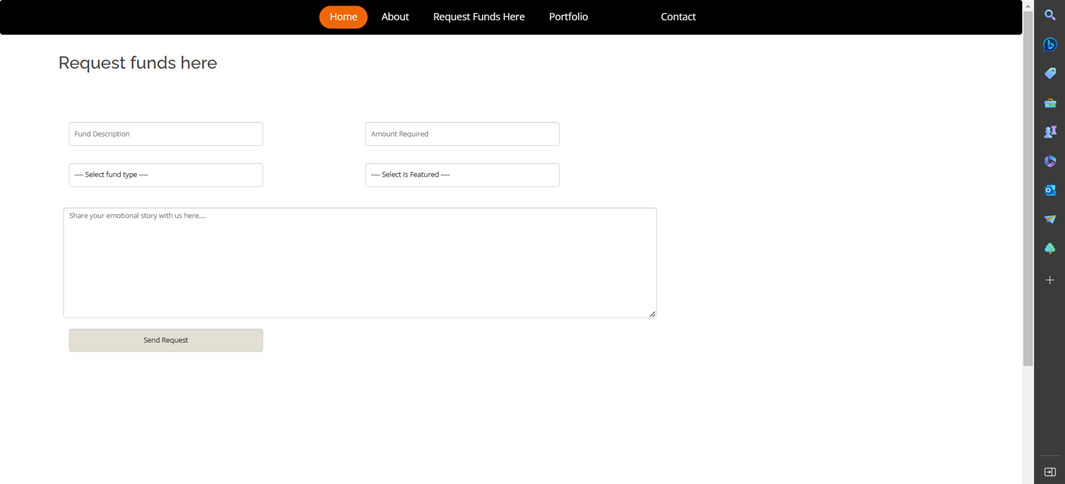 Home About Request Funds Here Portfolio Contact
Request funds here
Fund Description Amount Required
---- Select fund type ---- ---- Select Is Featured ----
Share your emotional story with us here....
Send Request